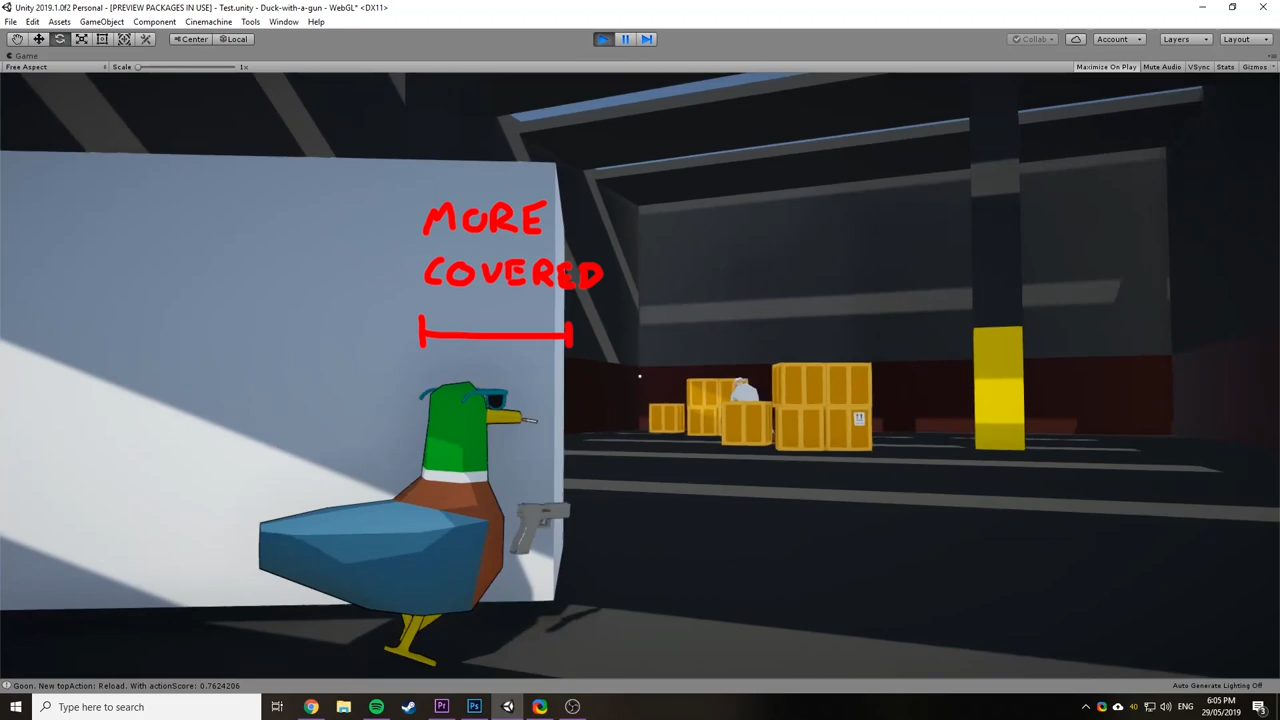 Unity 2019.1.0f2 Personal - [PREVIEW PACKAGES IN USE] - Test.unity - Duck-with-a-gun - WebGL* <DX11>
File Edit Assets GameObject Component Cinemachine Tools Window Help
Center Local Collab Account Layers Layout
Game
Free Aspect Scale 1x Maximize On Play Mute Audio VSync Stats Gizmos
MORE
COVERED
Goon. New topAction: Reload. With actionScore: 0.7624206 Auto Generate Lighting Off
Type here to search
40 ENG 6:05 PM
29/05/2019 3